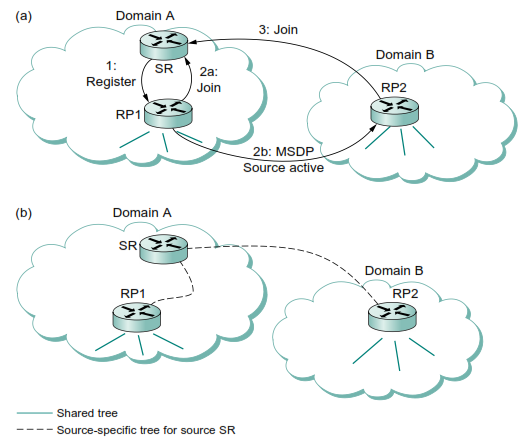 (a)
Domain A
3: Join
SR
1:
Register
2a:
Join
Domain B
RP2
RP1
2b: MSDP
Source active
(b)
Domain A
SR
Domain B
RP1
RP2
Shared tree
Source-specific tree for source SR